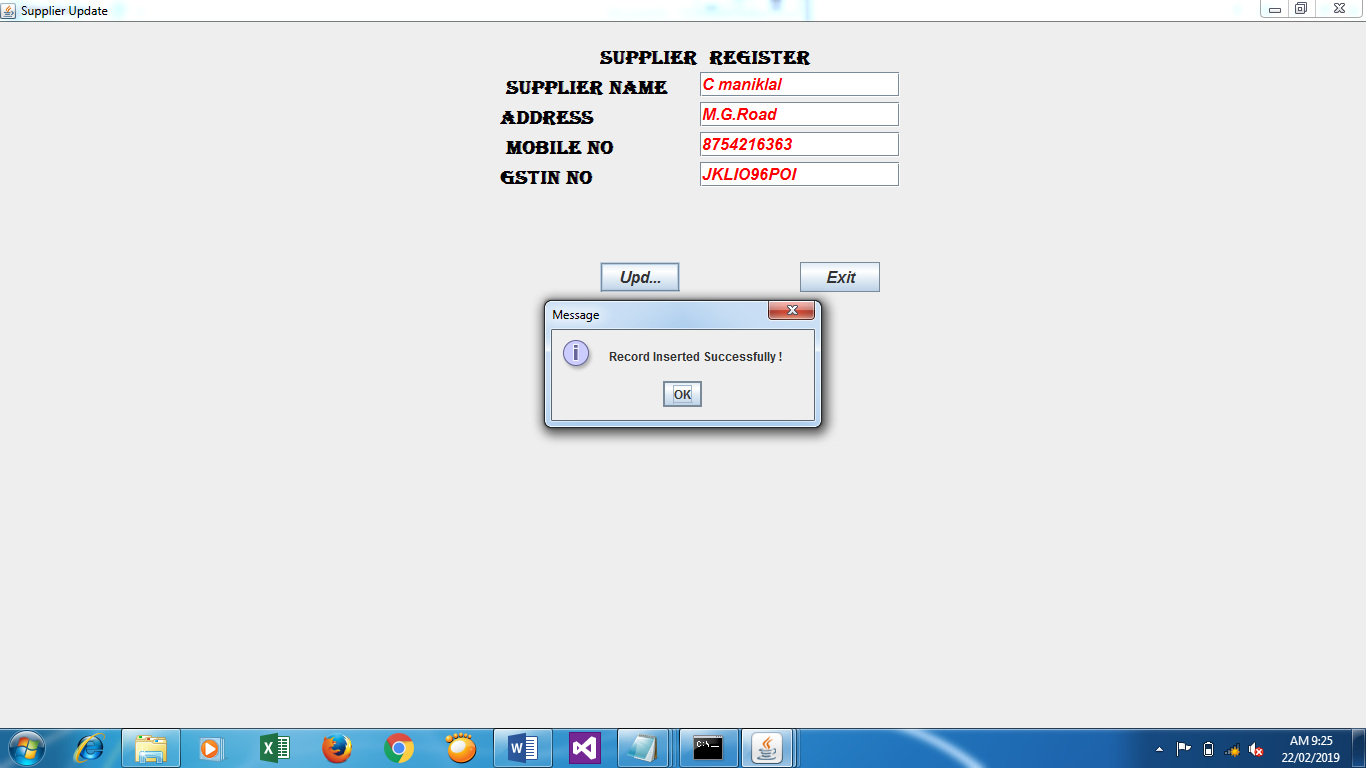 Supplier Update
SUPPLIER REGISTER
SUPPLIER NAME C maniklal
ADDRESS M.G.Road
MOBILE NO 8754216363
GSTIN NO JKLIO96POI
Upd... Exit
Message
Record Inserted Successfully !
OK
C:\_
AM 9:25
22/02/2019